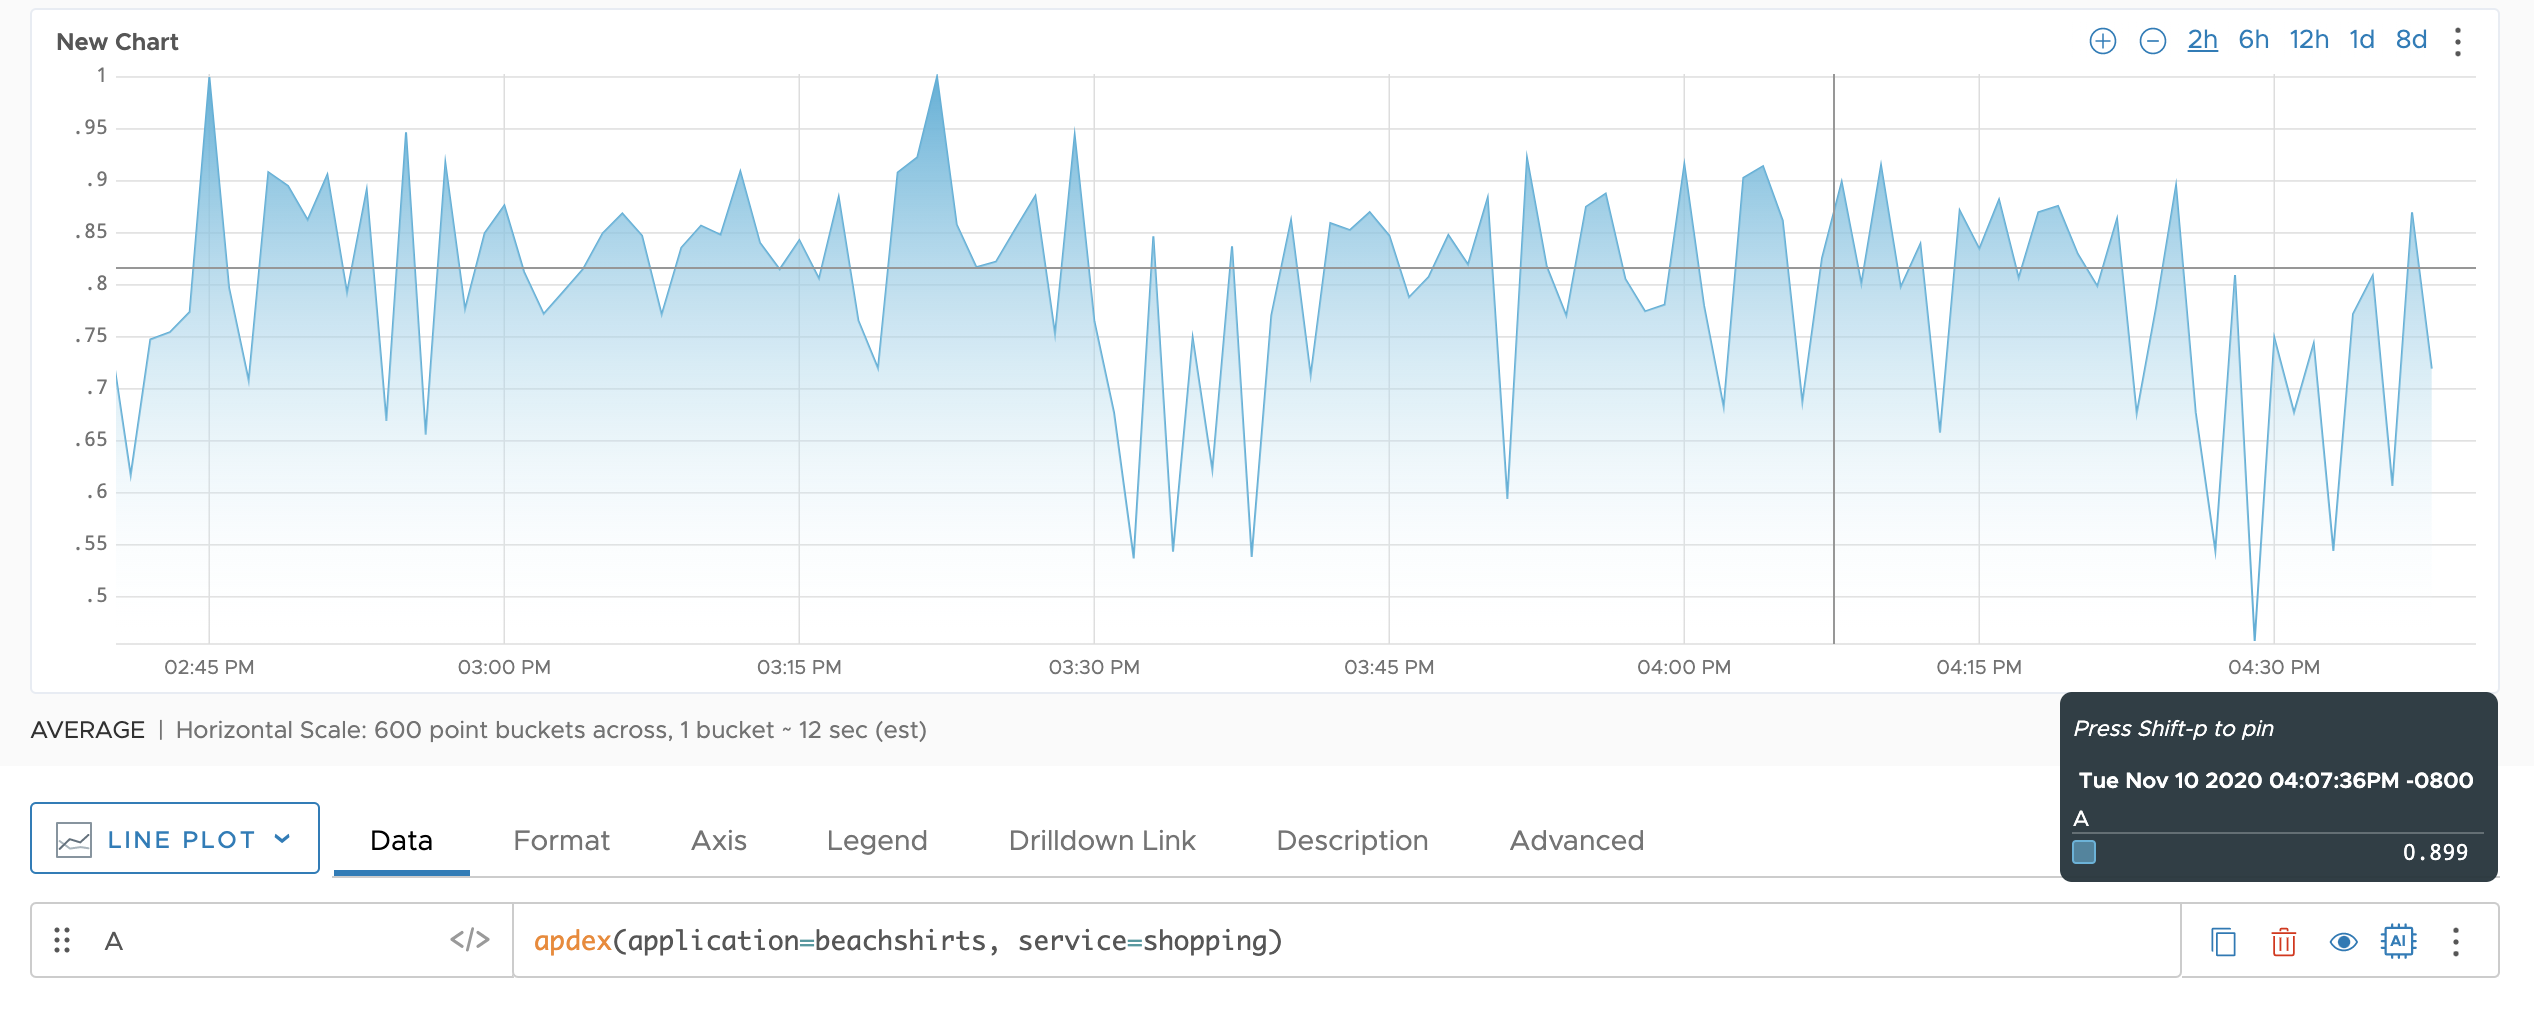 New Chart
2h 6h 12h 1d 8d
1
.95
.9
.85
.8
.75
.7
.65
.6
.55
.5
02:45 PM 03:00 PM 03:15 PM 03:30 PM 03:45 PM 04:00 PM 04:15 PM 04:30 PM
AVERAGE | Horizontal Scale: 600 point buckets across, 1 bucket ~ 12 sec (est)
Press Shift-p to pin
Tue Nov 10 2020 04:07:36PM -0800
A
0.899
LINE PLOT Data Format Axis Legend Drilldown Link Description Advanced
A </> apdex(application=beachshirts, service=shopping) AI